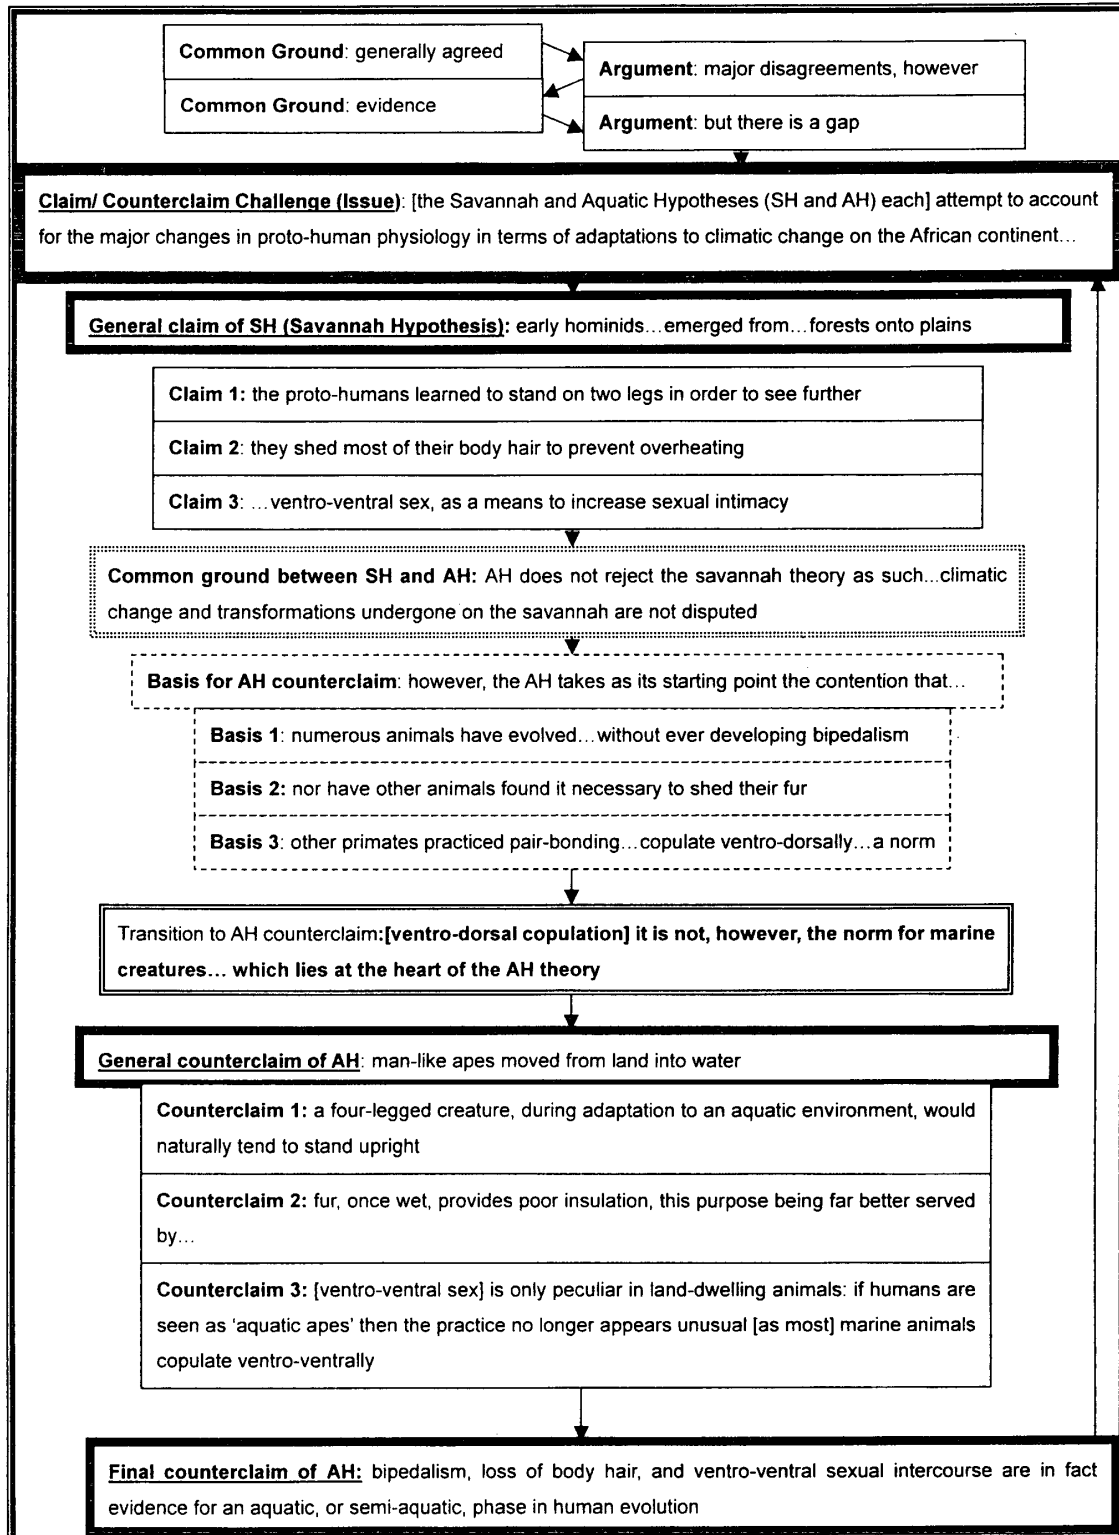 Common Ground: generally agreed
Argument: major disagreements, however
Common Ground: evidence
Argument: but there is a gap
Claim/ Counterclaim Challenge (Issue): [the Savannah and Aquatic Hypotheses (SH and AH) each] attempt to account
for the major changes in proto-human physiology in terms of adaptations to climatic change on the African continent…
General claim of SH (Savannah Hypothesis): early hominids…emerged from…forests onto plains
Claim 1: the proto-humans learned to stand on two legs in order to see further
Claim 2: they shed most of their body hair to prevent overheating
Claim 3: …ventro-ventral sex, as a means to increase sexual intimacy
Common ground between SH and AH: AH does not reject the savannah theory as such…climatic
change and transformations undergone on the savannah are not disputed
Basis for AH counterclaim: however, the AH takes as its starting point the contention that…
Basis 1: numerous animals have evolved…without ever developing bipedalism
Basis 2: nor have other animals found it necessary to shed their fur
Basis 3: other primates practiced pair-bonding…copulate ventro-dorsally…a norm
Transition to AH counterclaim:[ventro-dorsal copulation] it is not, however, the norm for marine
creatures… which lies at the heart of the AH theory
General counterclaim of AH: man-like apes moved from land into water
Counterclaim 1: a four-legged creature, during adaptation to an aquatic environment, would
naturally tend to stand upright
Counterclaim 2: fur, once wet, provides poor insulation, this purpose being far better served
by…
Counterclaim 3: [ventro-ventral sex] is only peculiar in land-dwelling animals: if humans are
seen as 'aquatic apes' then the practice no longer appears unusual [as most] marine animals
copulate ventro-ventrally
Final counterclaim of AH: bipedalism, loss of body hair, and ventro-ventral sexual intercourse are in fact
evidence for an aquatic, or semi-aquatic, phase in human evolution